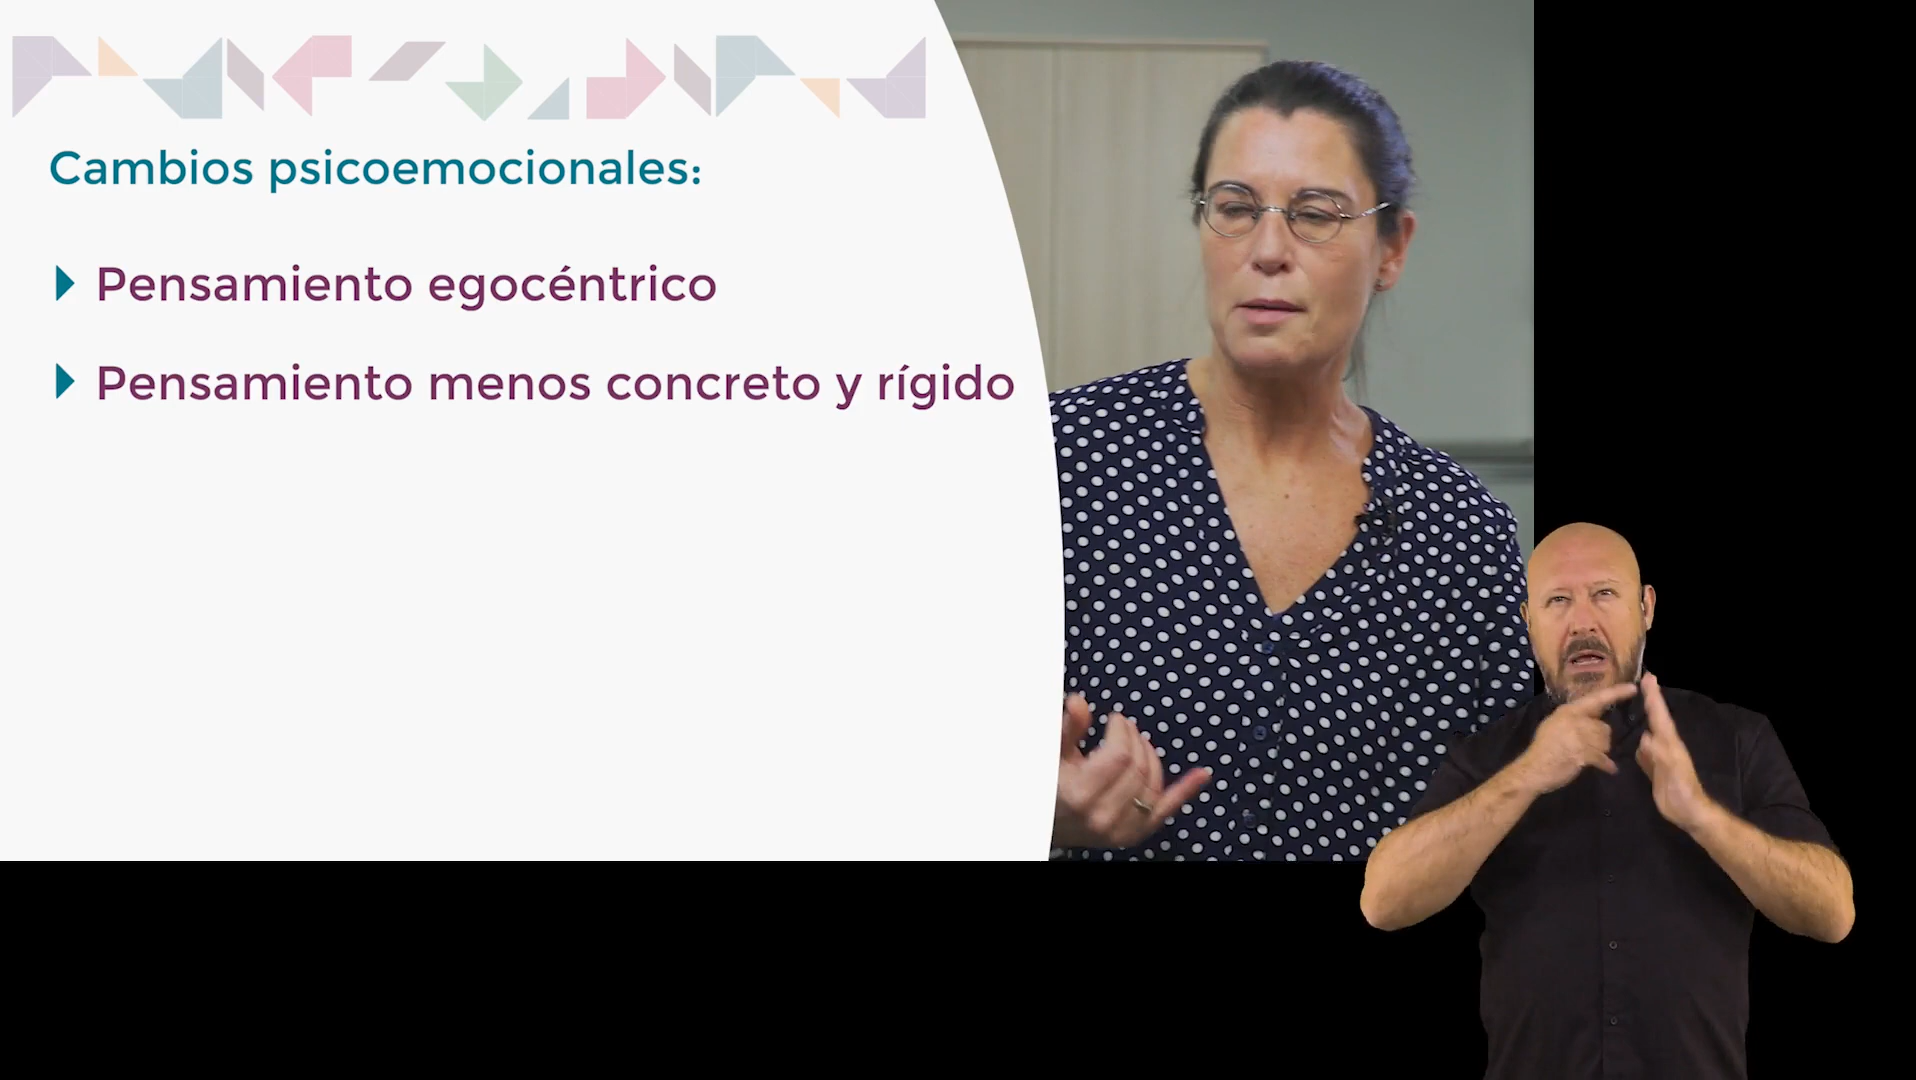 Cambios psicoemocionales:
Pensamiento egocéntrico
Pensamiento menos concreto y rígido